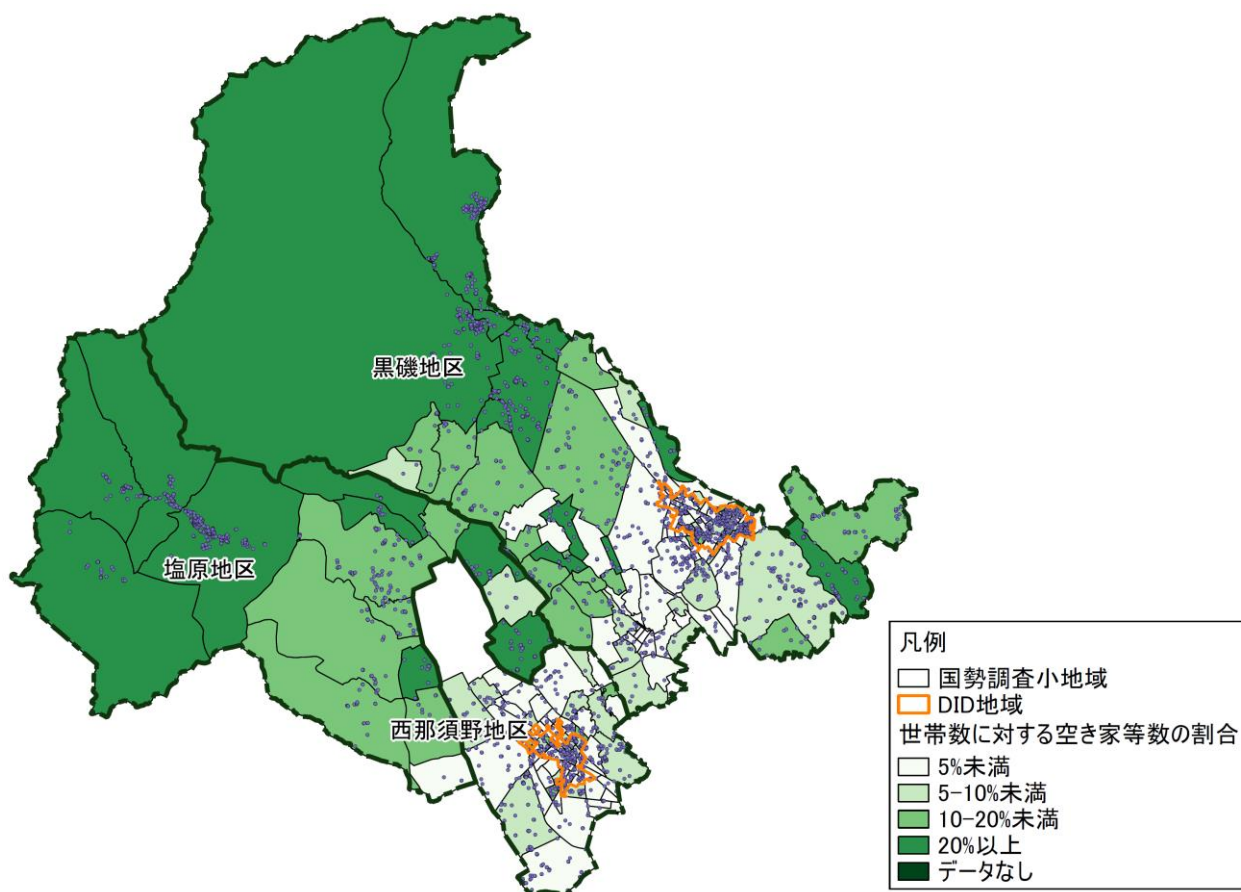 黒磯地区
塩原地区
西那須野地区
凡例
国勢調査小地域
DID地域
世帯数に対する空き家等数の割合
5%未満
5-10%未満
10-20%未満
20%以上
データなし